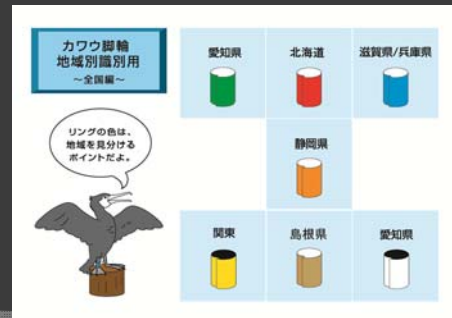 カワウ脚輪
地域別識別用
～全国編～
愛知県
北海道
滋賀県/兵庫県
リングの色は、
地域を見分ける
ポイントだよ。
静岡県
関東
島根県
愛知県